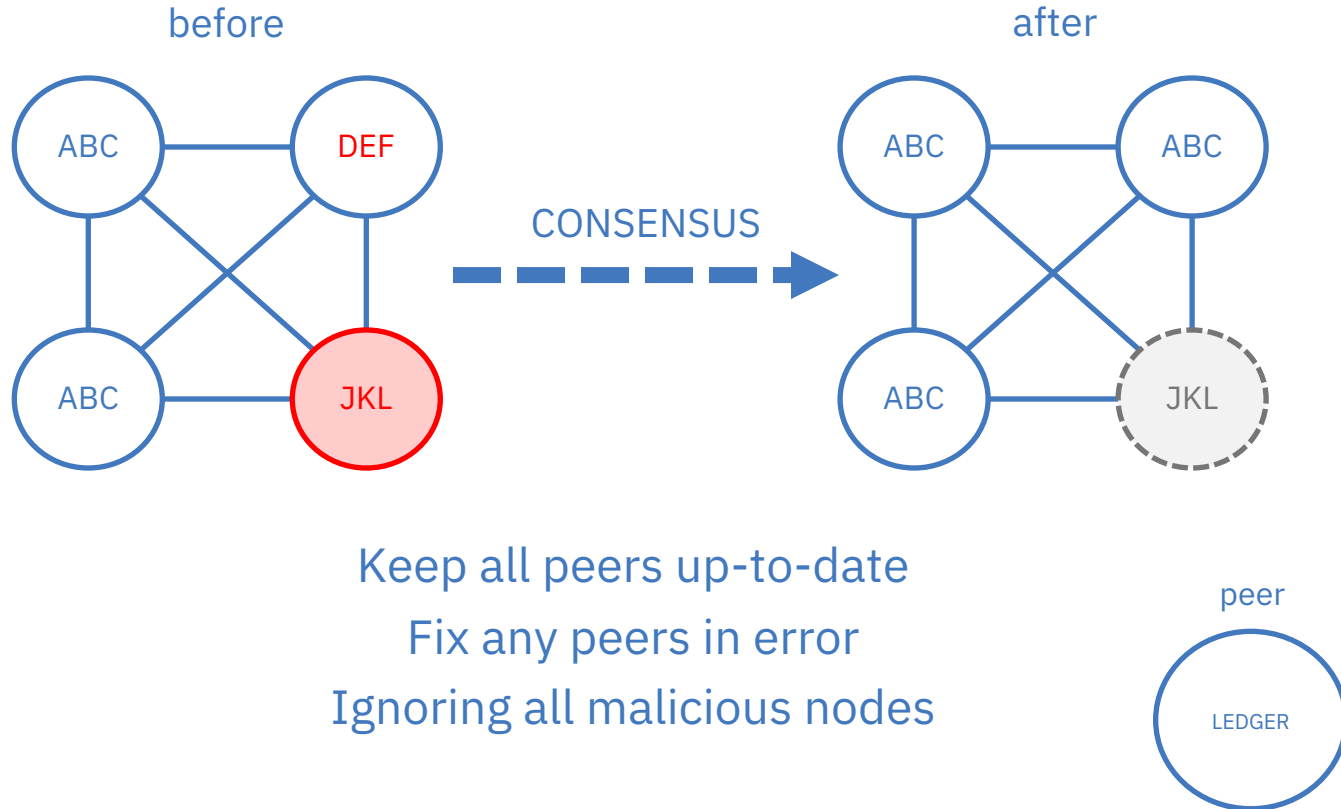 before
after
ABC
DEF
ABC
ABC
CONSENSUS
ABC
JKL
ABC
JKL
Keep all peers up-to-date
Fix any peers in error
Ignoring all malicious nodes
peer
LEDGER